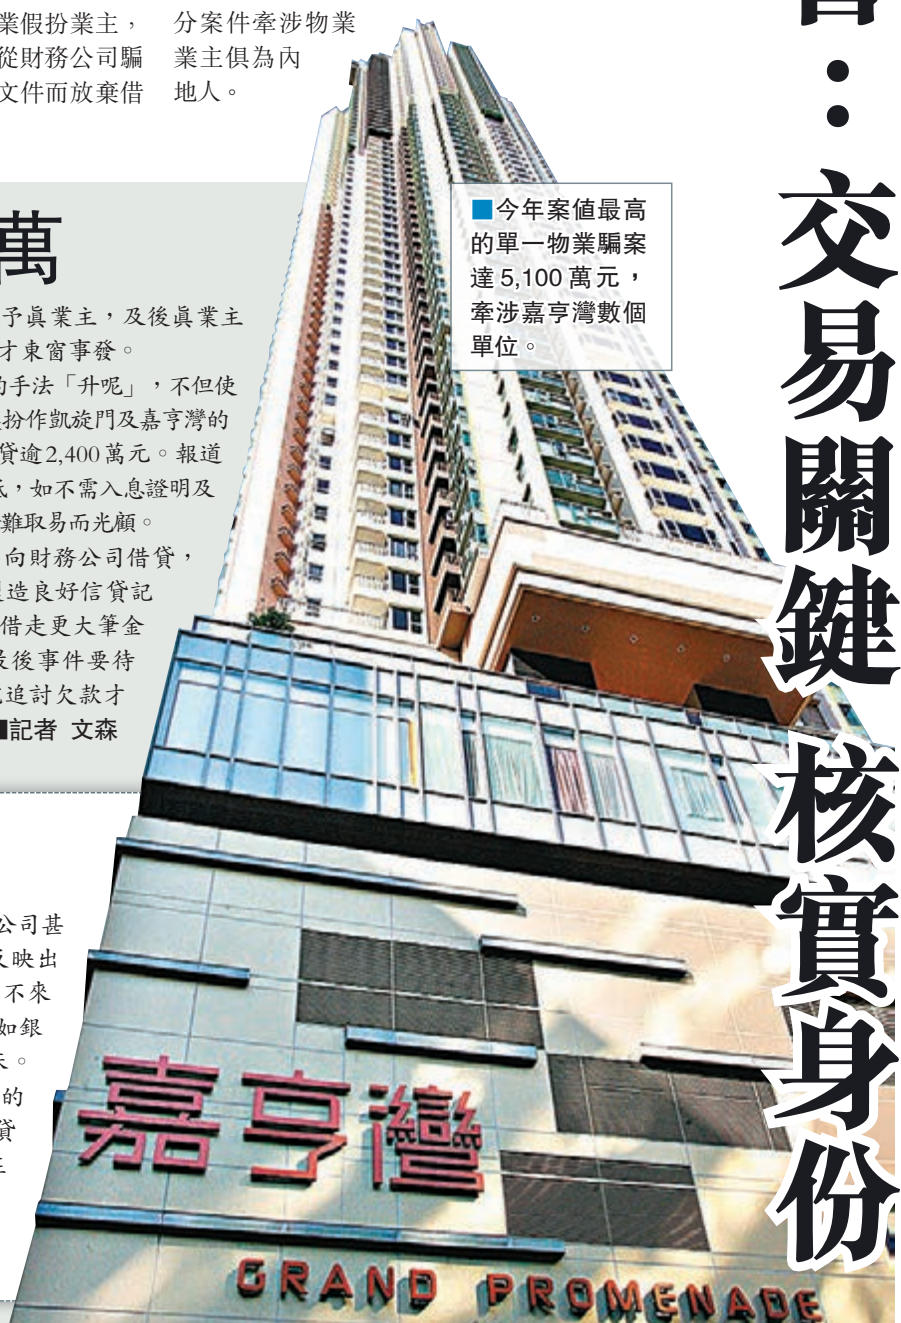 業假扮業主，
從財務公司騙
文件而放棄借
分案件牽涉物業
業主俱為內
地人。
：交易關鍵 核實身份
■今年案值最高
的單一物業騙案
達5,100萬元，
牽涉嘉亨灣數個
單位。
萬
予眞業主，及後眞業主
才東窗事發。
的手法「升呢」，不但使
扮作凱旋門及嘉亨灣的
貸逾2,400萬元。報道
低，如不需入息證明及
難取易而光顧。
向財務公司借貸，
造良好信貸記
借走更大筆金
最後事件要待
追討欠款才
■記者 文森
公司甚
反映出
不來
如銀
。
的
貸
嘉亨灣
GRAND PROMENADE